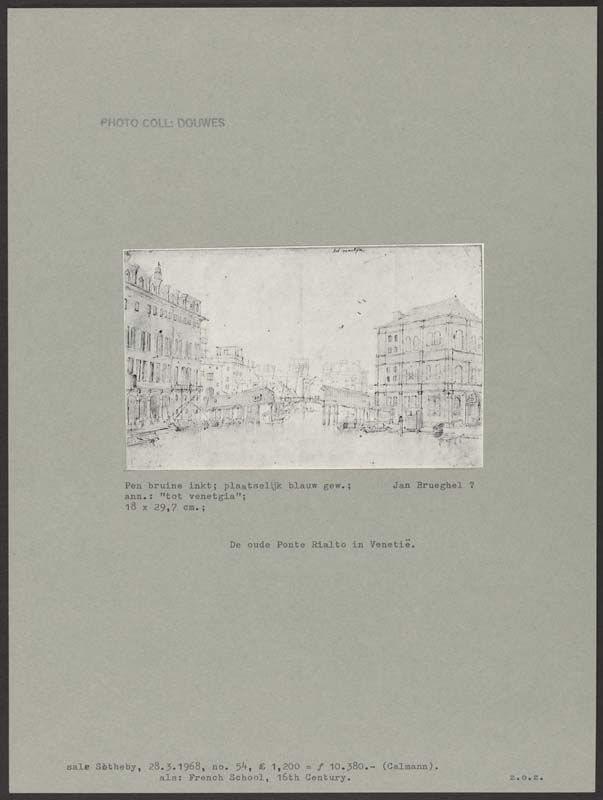 PHOTO COLL: DOUWES
tot venetgia
Pen bruine inkt; plaatselijk blauw gew.; Jan Brueghel ?
ann.: "tot venetgia";
18 x 29,7 cm.;
De oude Ponte Rialto in Venetië.
sale Sotheby, 28.3.1968, no. 54, £ 1,200 = ƒ 10.380.- (Calmann).
als: French School, 16th Century. z.o.z.